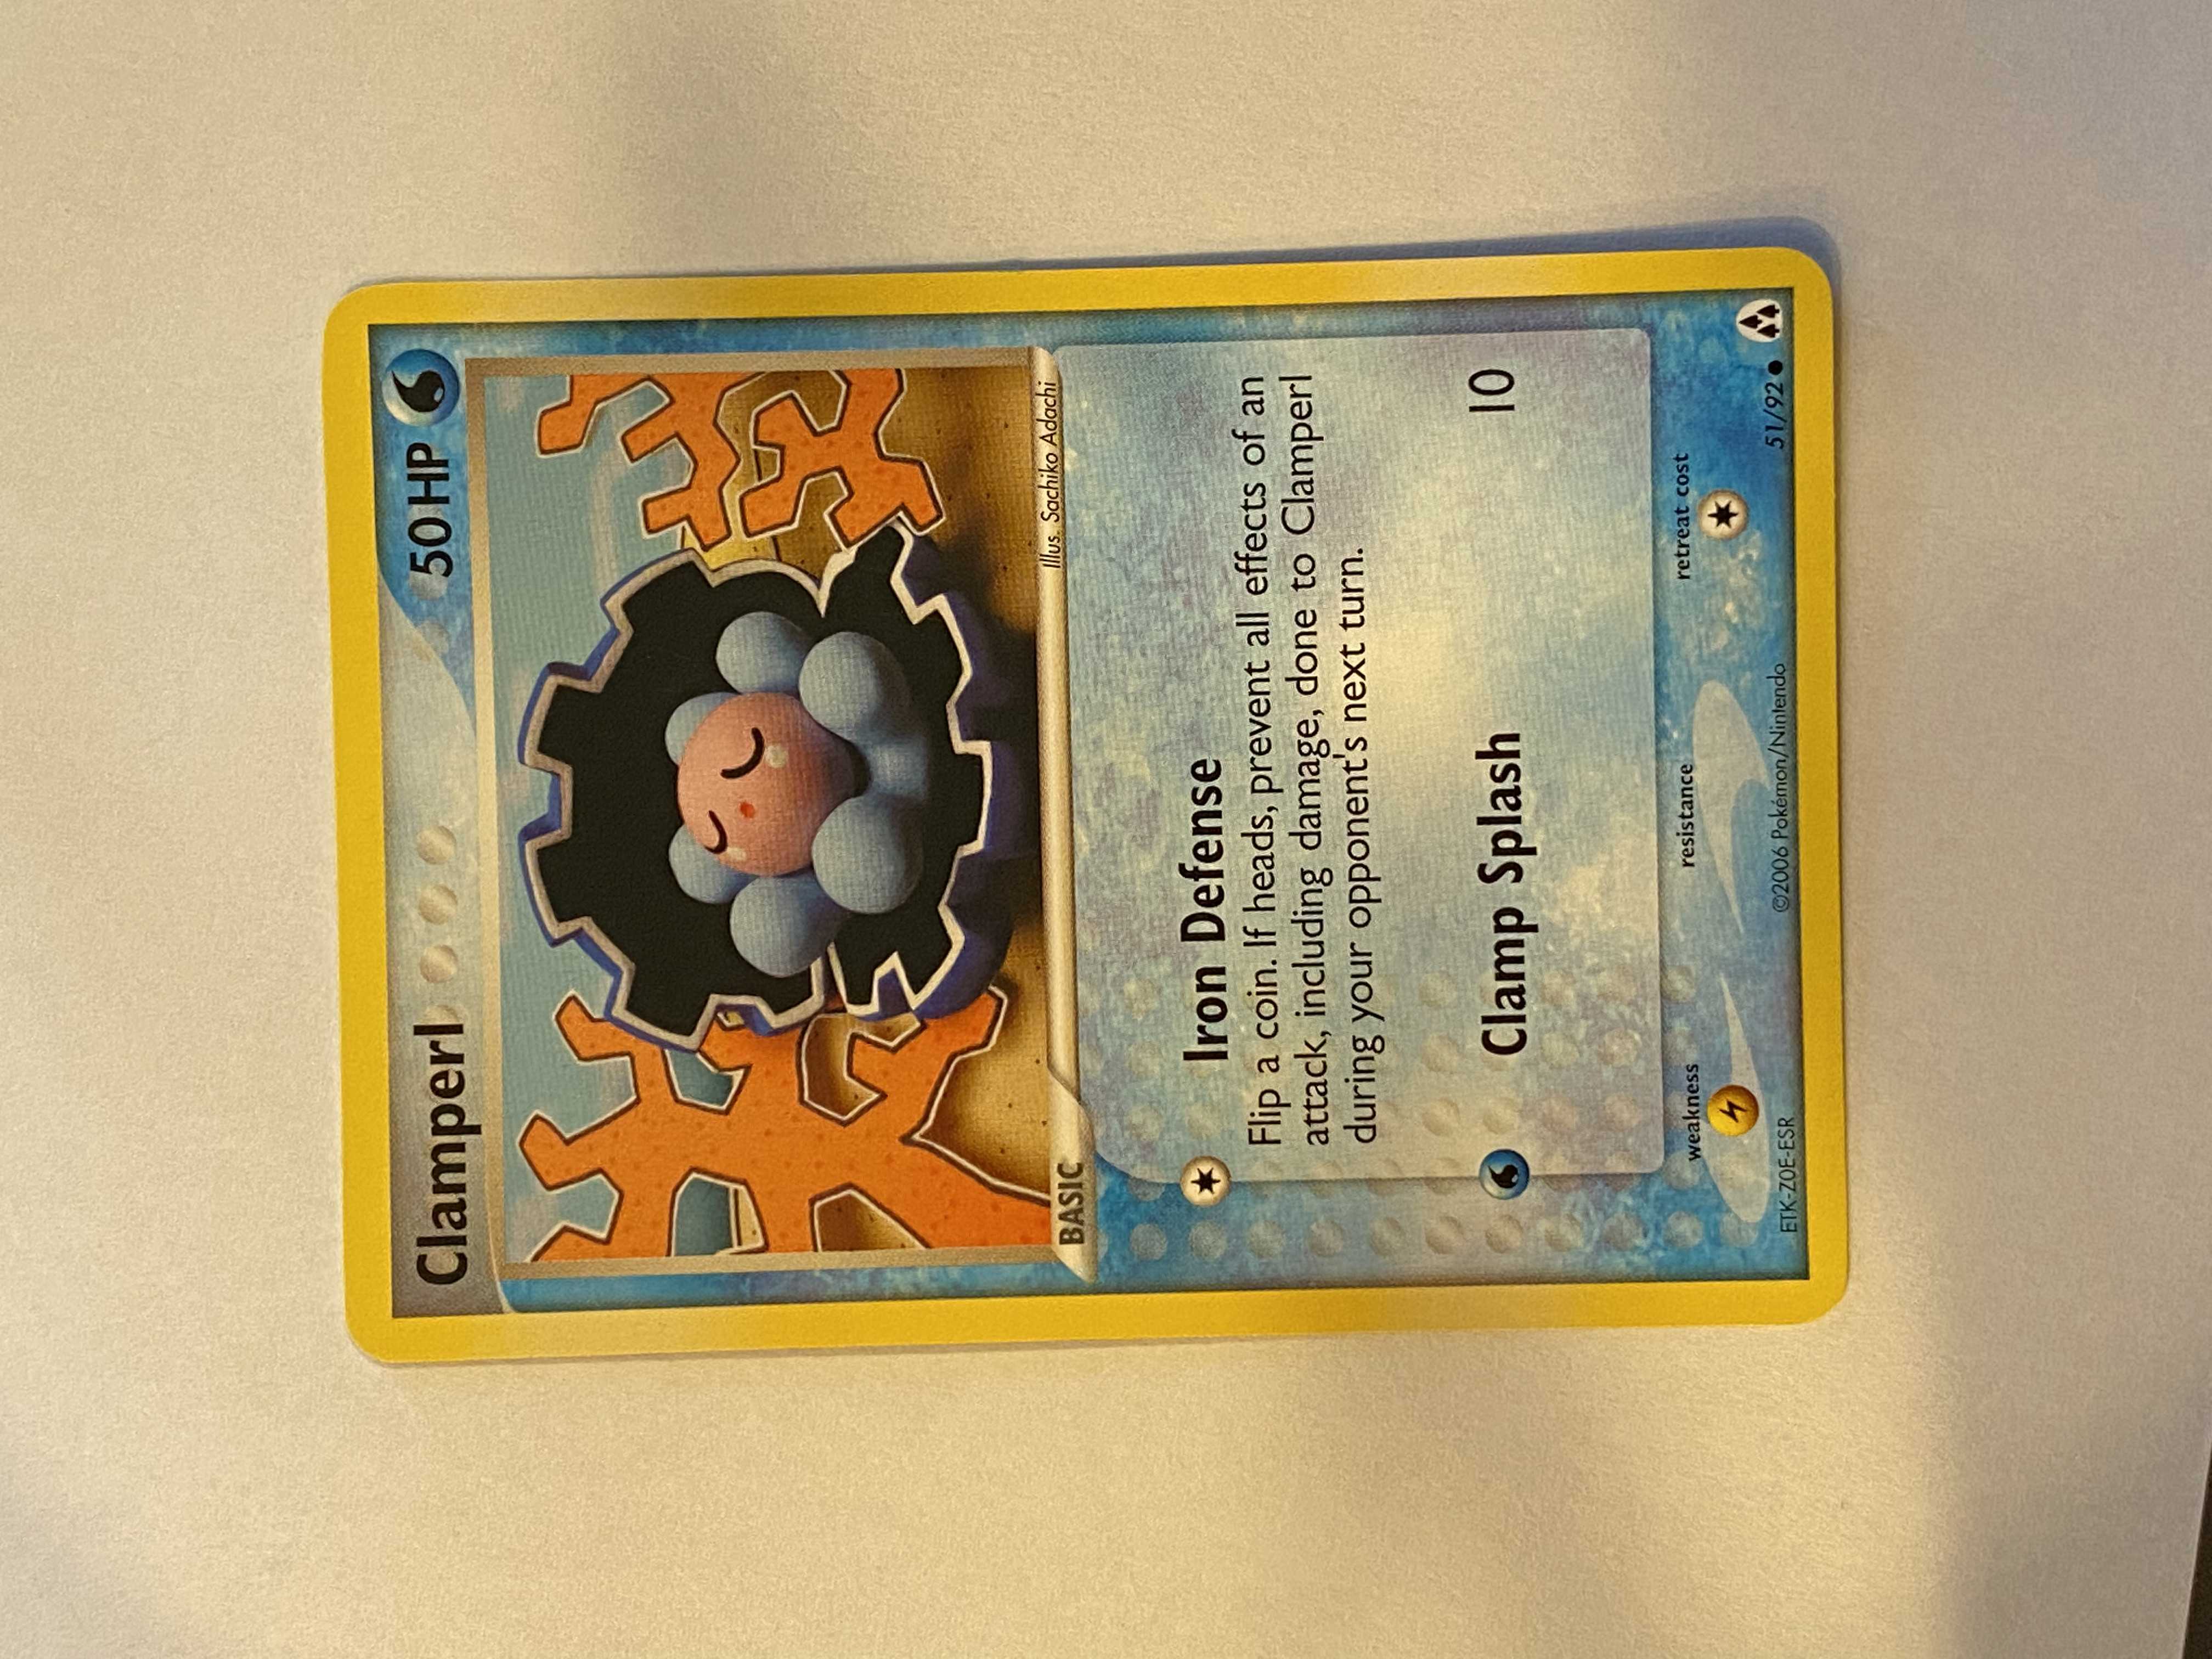 Clamperl
50 HP
BASIC
Illus. Sachiko Adachi
Iron Defense
Flip a coin. If heads, prevent all effects of an
attack, including damage, done to Clamperl
during your opponent's next turn.
Clamp Splash 10
weakness resistance retreat cost
ETK-Z0E-ESR ©2006 Pokémon/Nintendo 51/92